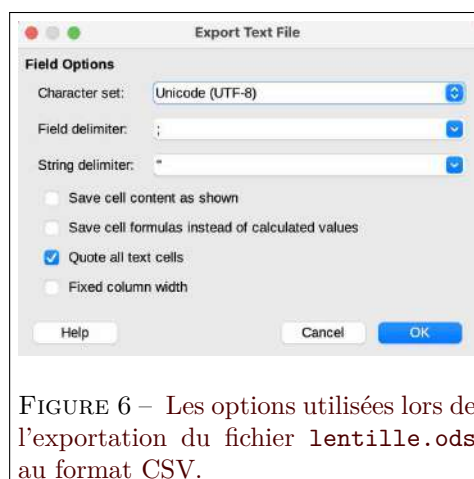 Export Text File
Field Options
Character set: Unicode (UTF-8)
Field delimiter: ;
String delimiter: "
Save cell content as shown
Save cell formulas instead of calculated values
Quote all text cells
Fixed column width
Help Cancel OK
FIGURE 6 – Les options utilisées lors de
l'exportation du fichier lentille.ods
au format CSV.